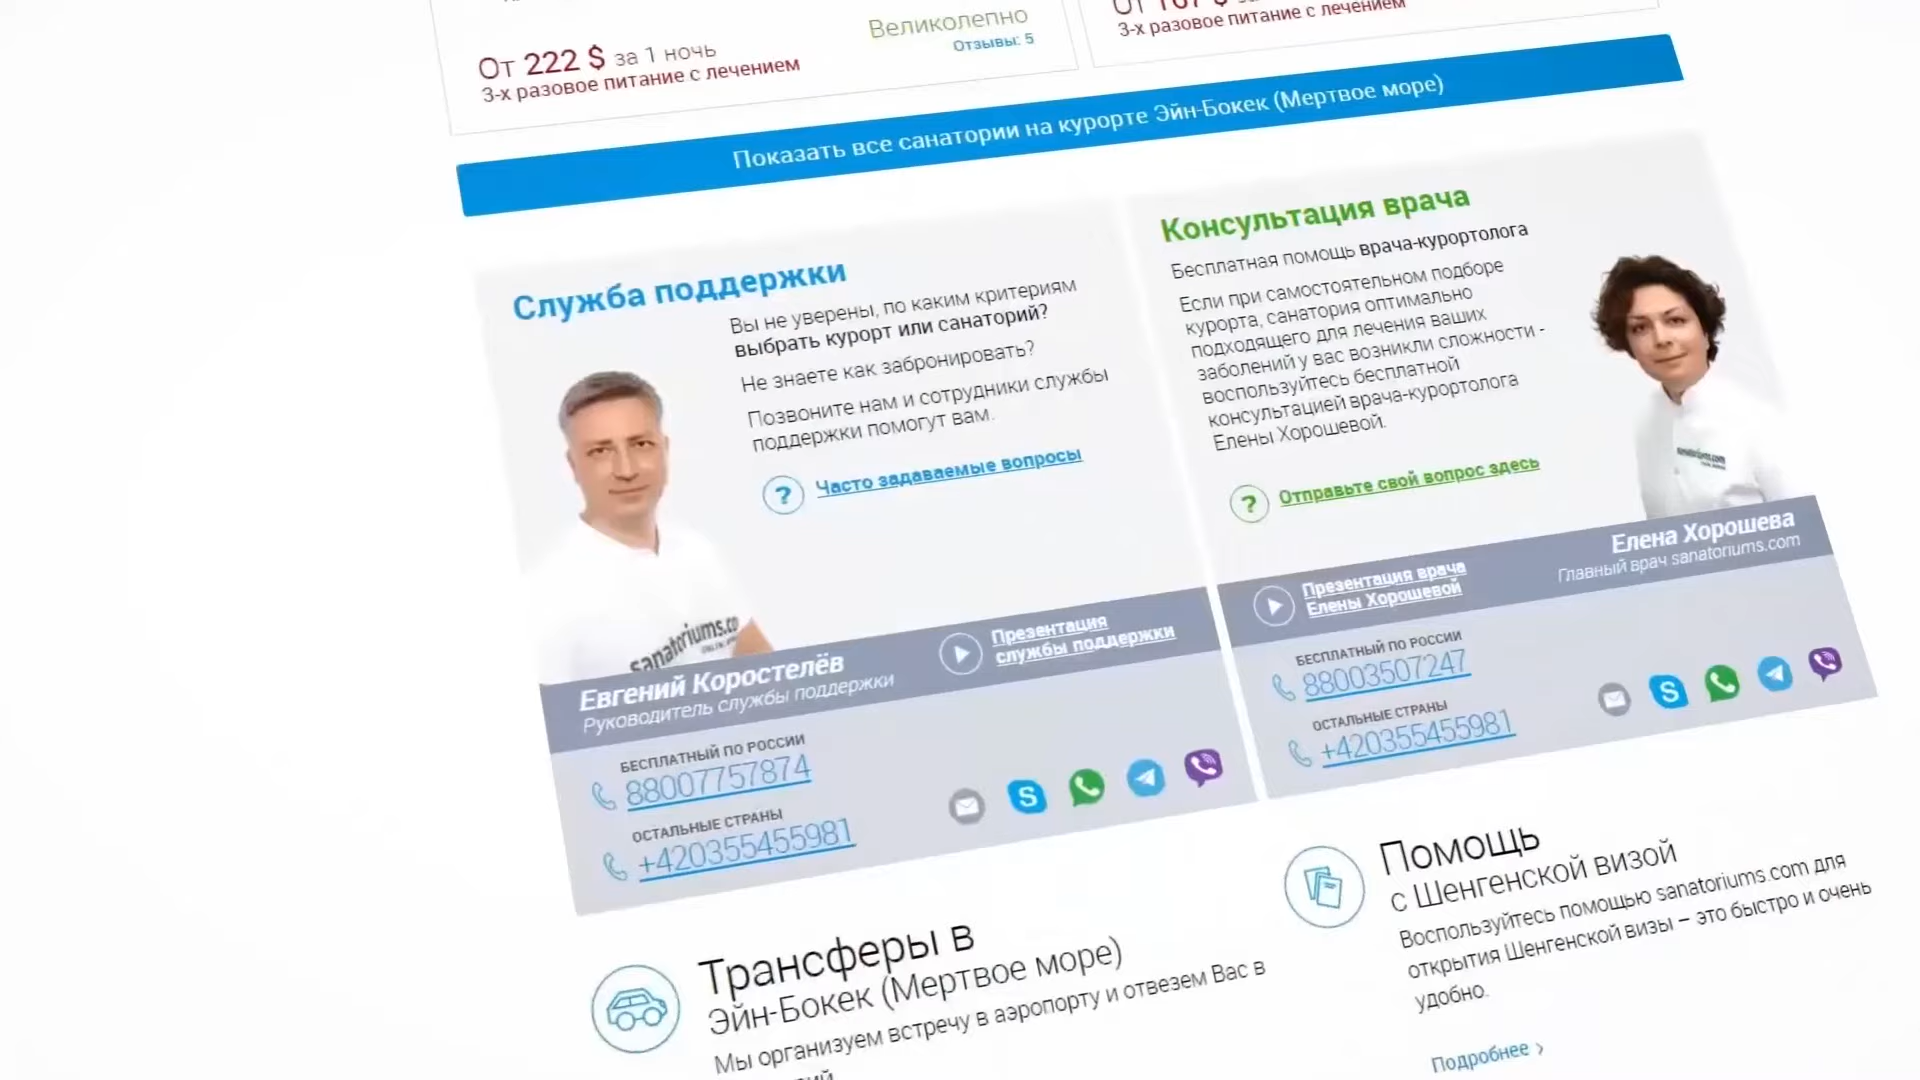 От 222 $ за 1 ночь
3-х разовое питание с лечением
Великолепно
Отзывы: 5
От 167 $
3-х разовое питание с лечением
Показать все санатории на курорте Эйн-Бокек (Мертвое море)
Служба поддержки
Вы не уверены, по каким критериям
выбрать курорт или санаторий?
Не знаете как забронировать?
Позвоните нам и сотрудники службы
поддержки помогут вам.
? Часто задаваемые вопросы
sanatoriums.co
Евгений Коростелёв
Руководитель службы поддержки
Презентация
службы поддержки
БЕСПЛАТНЫЙ ПО РОССИИ
88007757874
ОСТАЛЬНЫЕ СТРАНЫ
+420355455981
Консультация врача
Бесплатная помощь врача-курортолога
Если при самостоятельном подборе
курорта, санатория оптимально
подходящего для лечения ваших
заболеваний у вас возникли сложности -
воспользуйтесь бесплатной
консультацией врача-курортолога
Елены Хорошевой.
? Отправьте свой вопрос здесь
sanatoriums.com
Елена Хорошева
Главный врач sanatoriums.com
Презентация врача
Елены Хорошевой
БЕСПЛАТНЫЙ ПО РОССИИ
88003507247
ОСТАЛЬНЫЕ СТРАНЫ
+420355455981
Трансферы в
Эйн-Бокек (Мертвое море)
Мы организуем встречу в аэропорту и отвезем Вас в
Помощь
с Шенгенской визой
Воспользуйтесь помощью sanatoriums.com для
открытия Шенгенской визы – это быстро и очень
удобно.
Подробнее ›